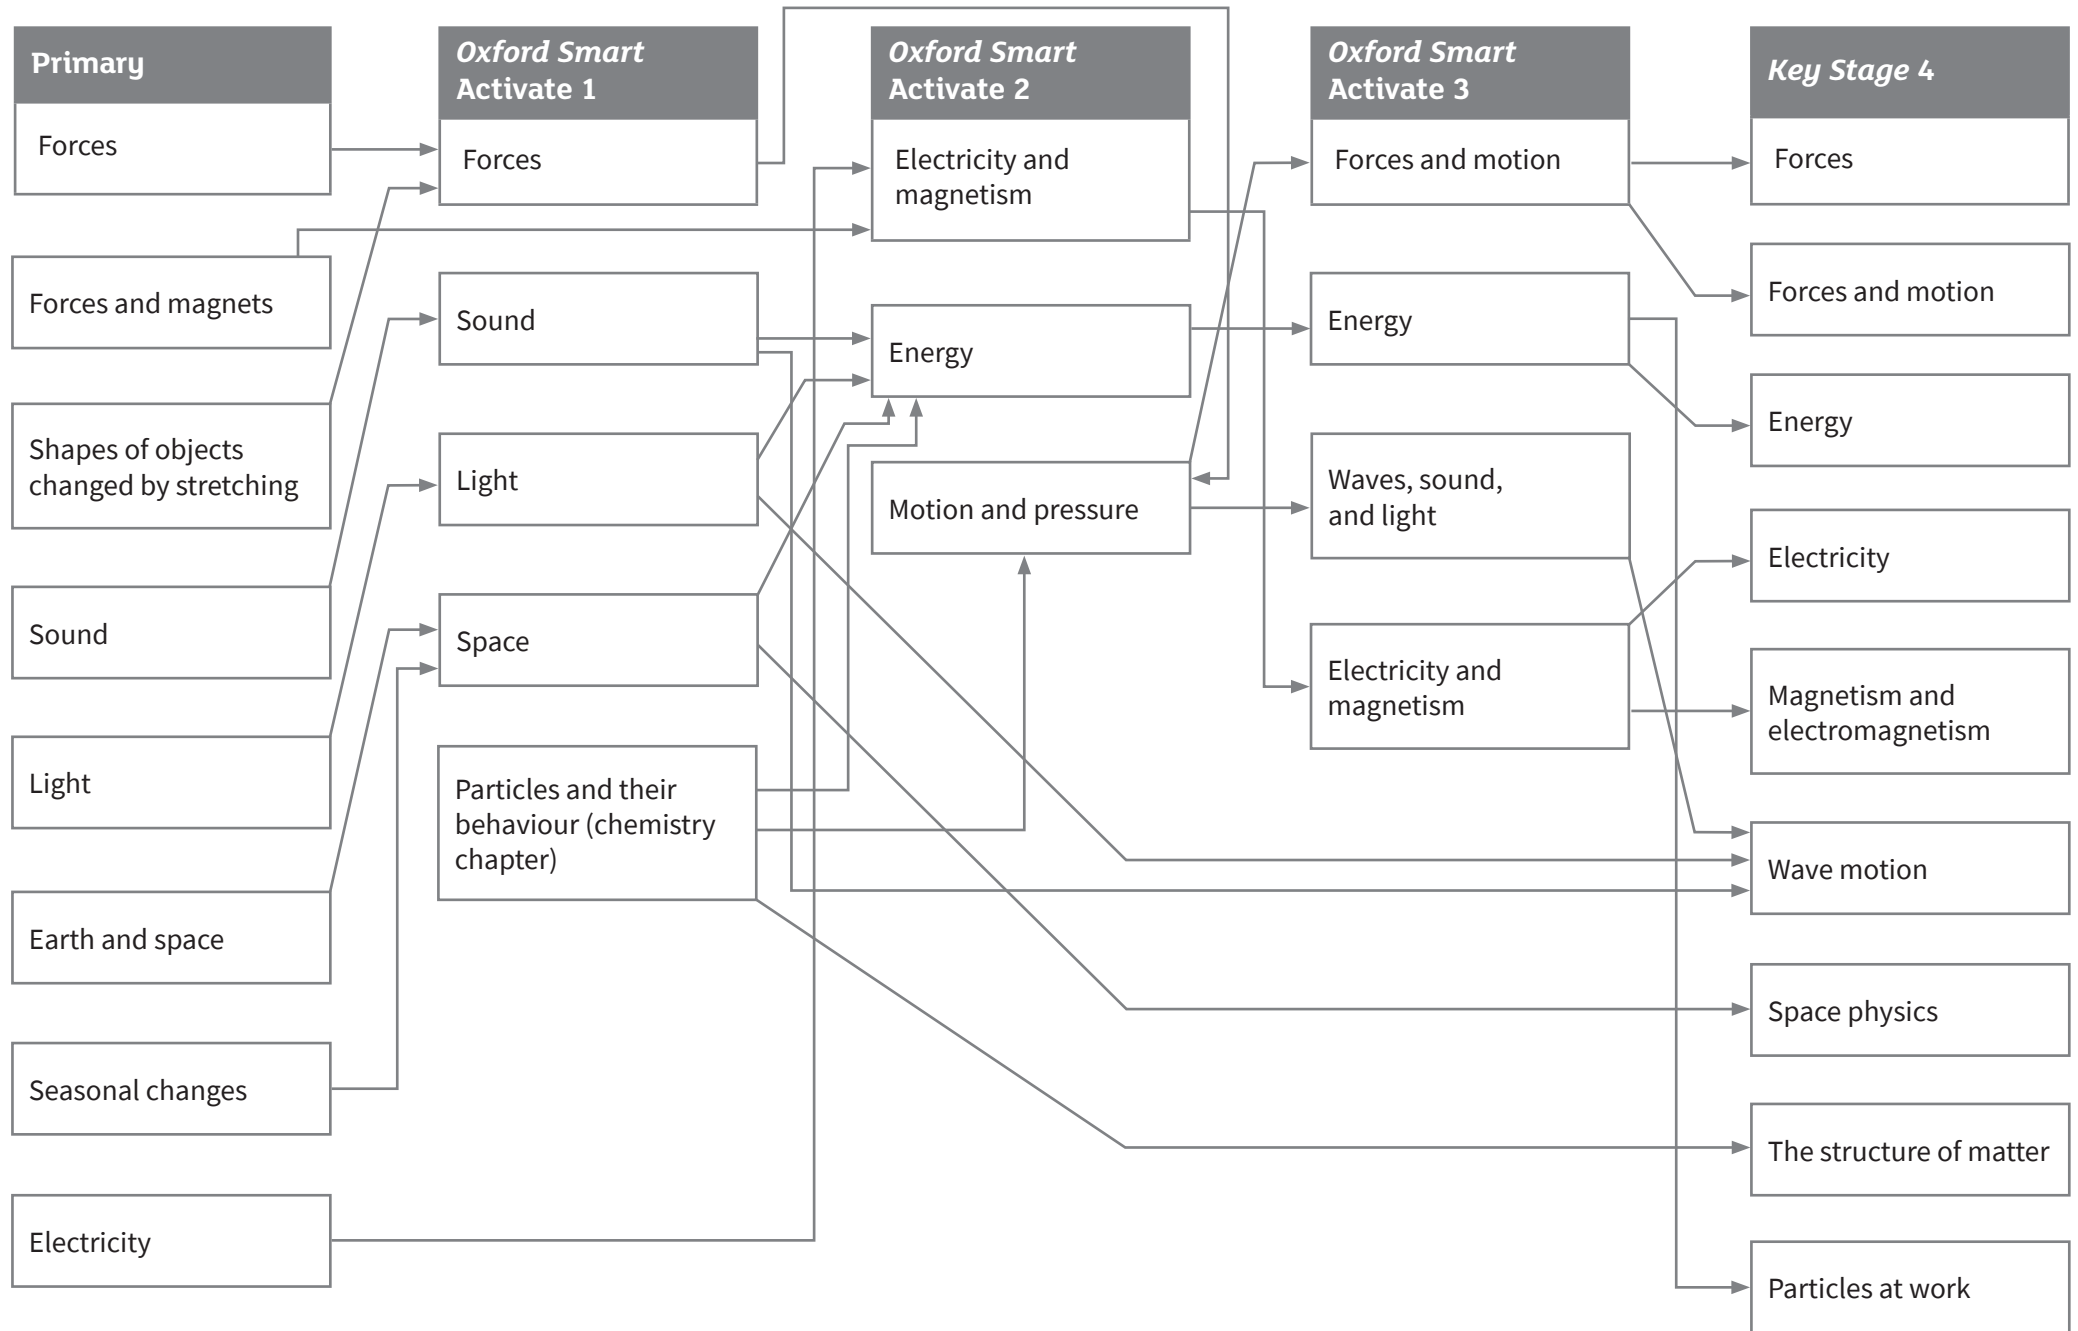 Primary
Forces
Forces and magnets
Shapes of objects
changed by stretching
Sound
Light
Earth and space
Seasonal changes
Electricity
Oxford Smart
Activate 1
Forces
Sound
Light
Space
Particles and their
behaviour (chemistry
chapter)
Oxford Smart
Activate 2
Electricity and
magnetism
Energy
Motion and pressure
Oxford Smart
Activate 3
Forces and motion
Energy
Waves, sound,
and light
Electricity and
magnetism
Key Stage 4
Forces
Forces and motion
Energy
Electricity
Magnetism and
electromagnetism
Wave motion
Space physics
The structure of matter
Particles at work